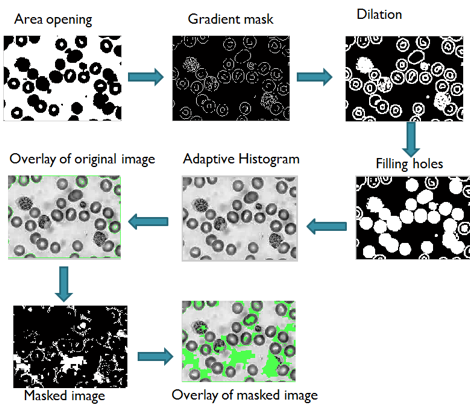 Area opening
Gradient mask
Dilation
Overlay of original image
Adaptive Histogram
Filling holes
Masked image
Overlay of masked image